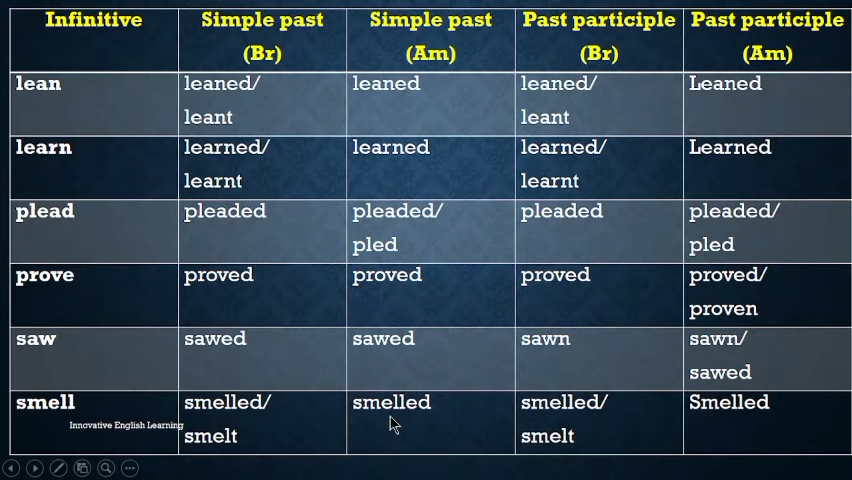 Infinitive Simple past Simple past Past participle Past participle
(Br) (Am) (Br) (Am)
lean leaned/ leaned leaned/ Leaned
leant leant
learn learned/ learned learned/ Learned
learnt learnt
plead pleaded pleaded/ pleaded pleaded/
pled pled
prove proved proved proved proved/
proven
saw sawed sawed sawn sawn/
sawed
smell smelled/ smelled smelled/ Smelled
Innovative English Learning
smelt smelt